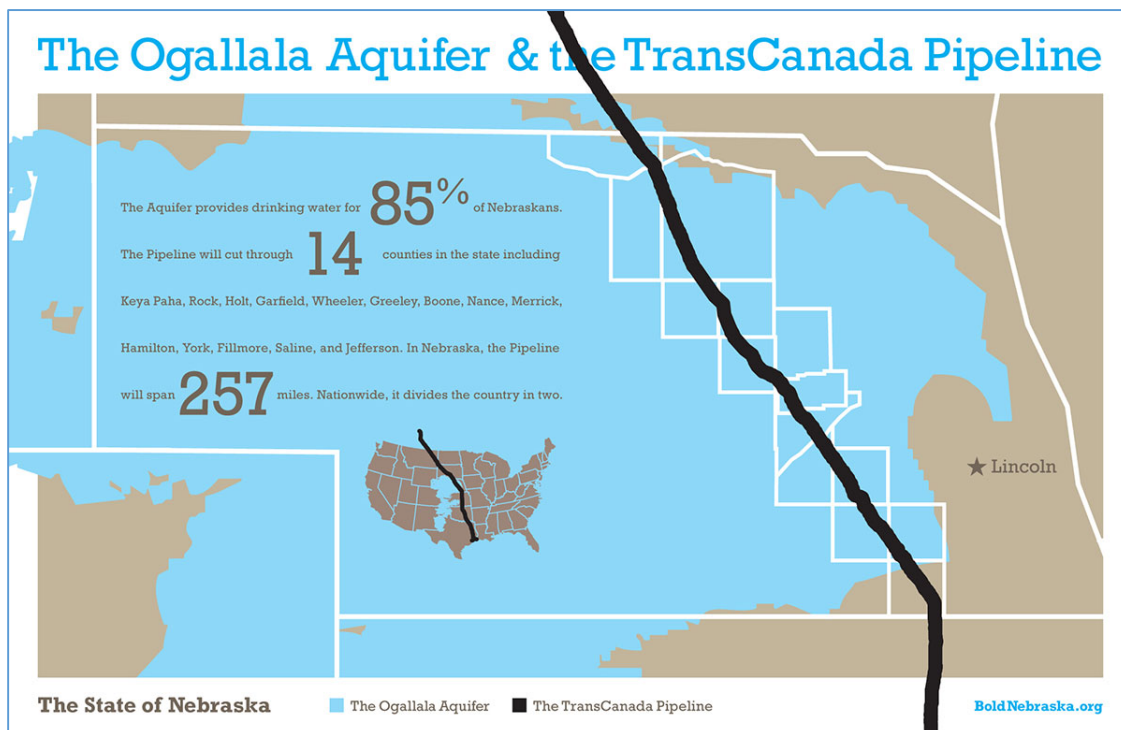 The Ogallala Aquifer & the TransCanada Pipeline
The Aquifer provides drinking water for 85% of Nebraskans.
The Pipeline will cut through 14 counties in the state including
Keya Paha, Rock, Holt, Garfield, Wheeler, Greeley, Boone, Nance, Merrick,
Hamilton, York, Fillmore, Saline, and Jefferson. In Nebraska, the Pipeline
will span 257 miles. Nationwide, it divides the country in two.
Lincoln
The State of Nebraska
The Ogallala Aquifer
The TransCanada Pipeline
BoldNebraska.org